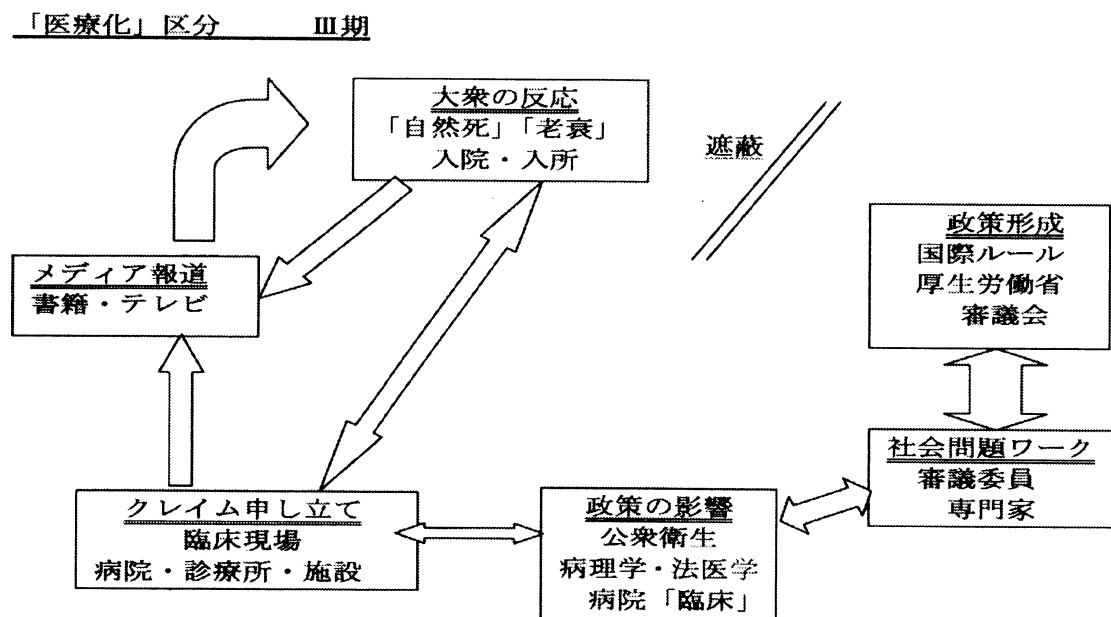 「医療化」区分　　　Ⅲ期
大衆の反応
「自然死」「老衰」
入院・入所
遮蔽
政策形成
国際ルール
厚生労働省
審議会
メディア報道
書籍・テレビ
社会問題ワーク
審議委員
専門家
クレイム申し立て
臨床現場
病院・診療所・施設
政策の影響
公衆衛生
病理学・法医学
病院「臨床」